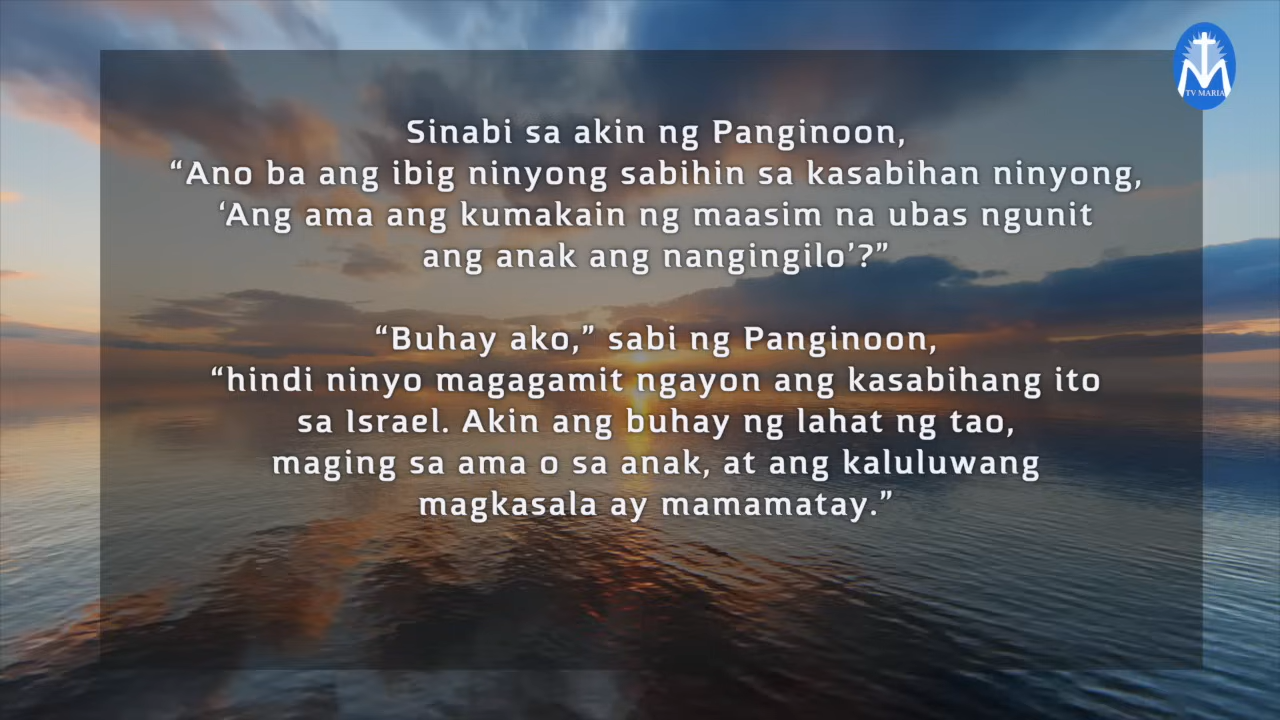 TV MARIA
Sinabi sa akin ng Panginoon,
“Ano ba ang ibig ninyong sabihin sa kasabihan ninyong,
‘Ang ama ang kumakain ng maasim na ubas ngunit
ang anak ang nangingilo’?”
“Buhay ako,” sabi ng Panginoon,
“hindi ninyo magagamit ngayon ang kasabihang ito
sa Israel. Akin ang buhay ng lahat ng tao,
maging sa ama o sa anak, at ang kaluluwang
magkasala ay mamamatay.”